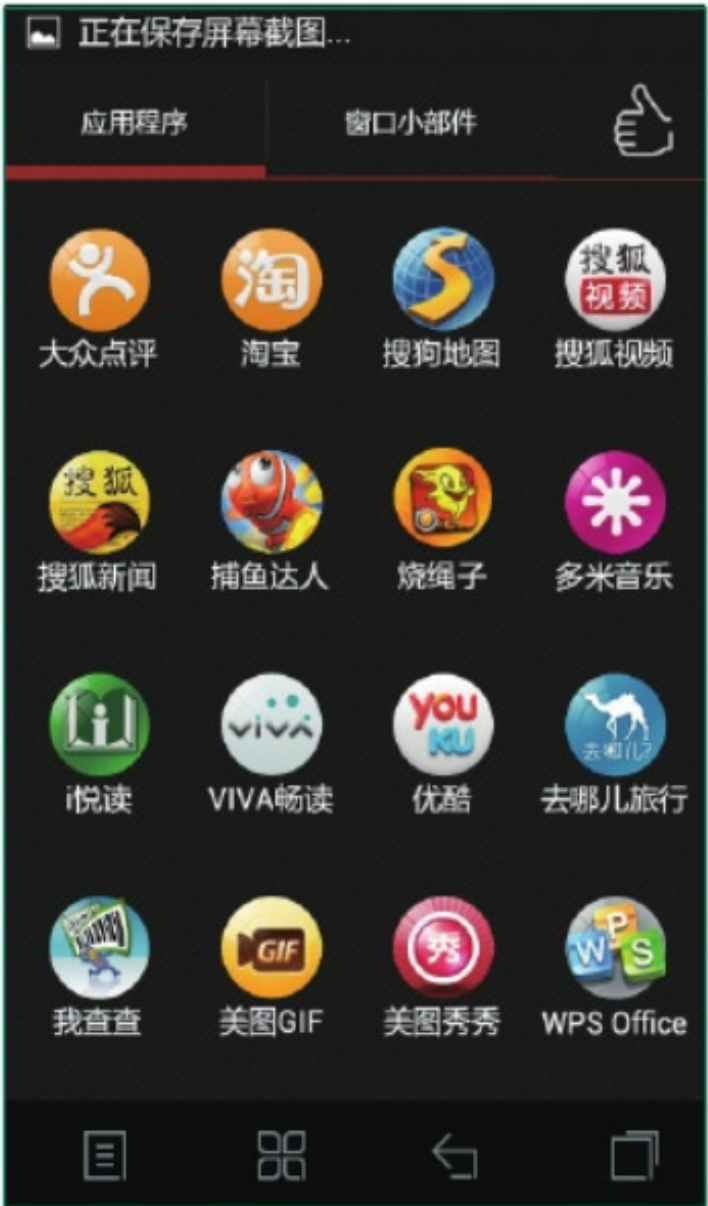 正在保存屏幕截图...
应用程序 窗口小部件
淘 搜狐 视频
大众点评 淘宝 搜狗地图 搜狐视频
搜狐
搜狐新闻 捕鱼达人 烧绳子 多米音乐
i ViVA YOU KU 去哪儿?
i悦读 VIVA畅读 优酷 去哪儿旅行
GIF 秀 W P S
我查查 美图GIF 美图秀秀 WPS Office